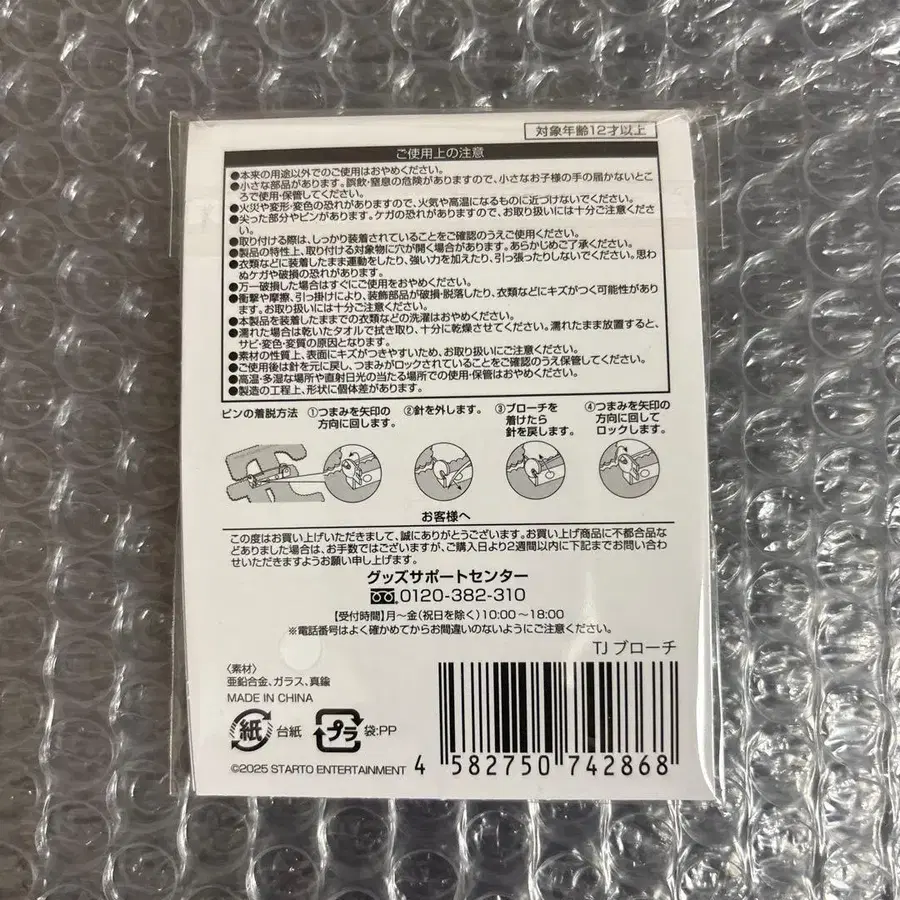 対象年齢12才以上
ご使用上の注意
●本来の用途以外でのご使用はおやめください。
●小さな部品があります。誤飲・窒息の危険がありますので、小さなお子様の手の届かないとこ
ろで使用・保管してください。
●火災や変形・変色の恐れがありますので、火気や高温になるものに近づけないでください。
●尖った部分やピンがあります。ケガの恐れがありますので、お取り扱いには十分ご注意くださ
い。
●取り付ける際は、しっかり装着されていることをご確認のうえご使用ください。
●製品の特性上、取り付ける対象物に穴が開く場合があります。あらかじめご了承ください。
●衣類などに装着したまま運動をしたり、強い力を加えたり、引っ張ったりしないでください。思わ
ぬケガや破損の恐れがあります。
●万一破損した場合はすぐにご使用をおやめください。
●衝撃や摩擦、引っ掛けにより、装飾部品が破損・脱落したり、衣類などにキズがつく可能性があり
ます。お取り扱いには十分ご注意ください。
●本製品を装着したままでの衣類などの洗濯はおやめください。
●濡れた場合は乾いたタオルで拭き取り、十分に乾燥させてください。濡れたまま放置すると、
サビ・変色・変質の原因となります。
●素材の性質上、表面にキズがつきやすいため、お取り扱いにご注意ください。
●ご使用後は針を元に戻し、つまみがロックされていることをご確認のうえ保管してください。
●高温・多湿な場所や直射日光の当たる場所での使用・保管はおやめください。
●製造の工程上、形状に個体差があります。
ピンの着脱方法
①つまみを矢印の
方向に回します。
②針を外します。
③ブローチを
着けたら
針を戻します。
④つまみを矢印の
方向に回して
ロックします。
お客様へ
この度はお買い上げいただきまして、誠にありがとうございます。お買い上げ商品に不都合品な
どありました場合は、お手数ではございますが、ご購入日より2週間以内に下記までお問い合わ
せいただきますようお願い申し上げます。
グッズサポートセンター
0120-382-310
【受付時間】月〜金(祝日を除く)10:00〜18:00
※電話番号はよく確かめてからお間違いのないようにご注意ください。
TJ ブローチ
〈素材〉
亜鉛合金、ガラス、真鍮
MADE IN CHINA
紙 台紙
プラ 袋:PP
©2025 STARTO ENTERTAINMENT
4 582750 742868